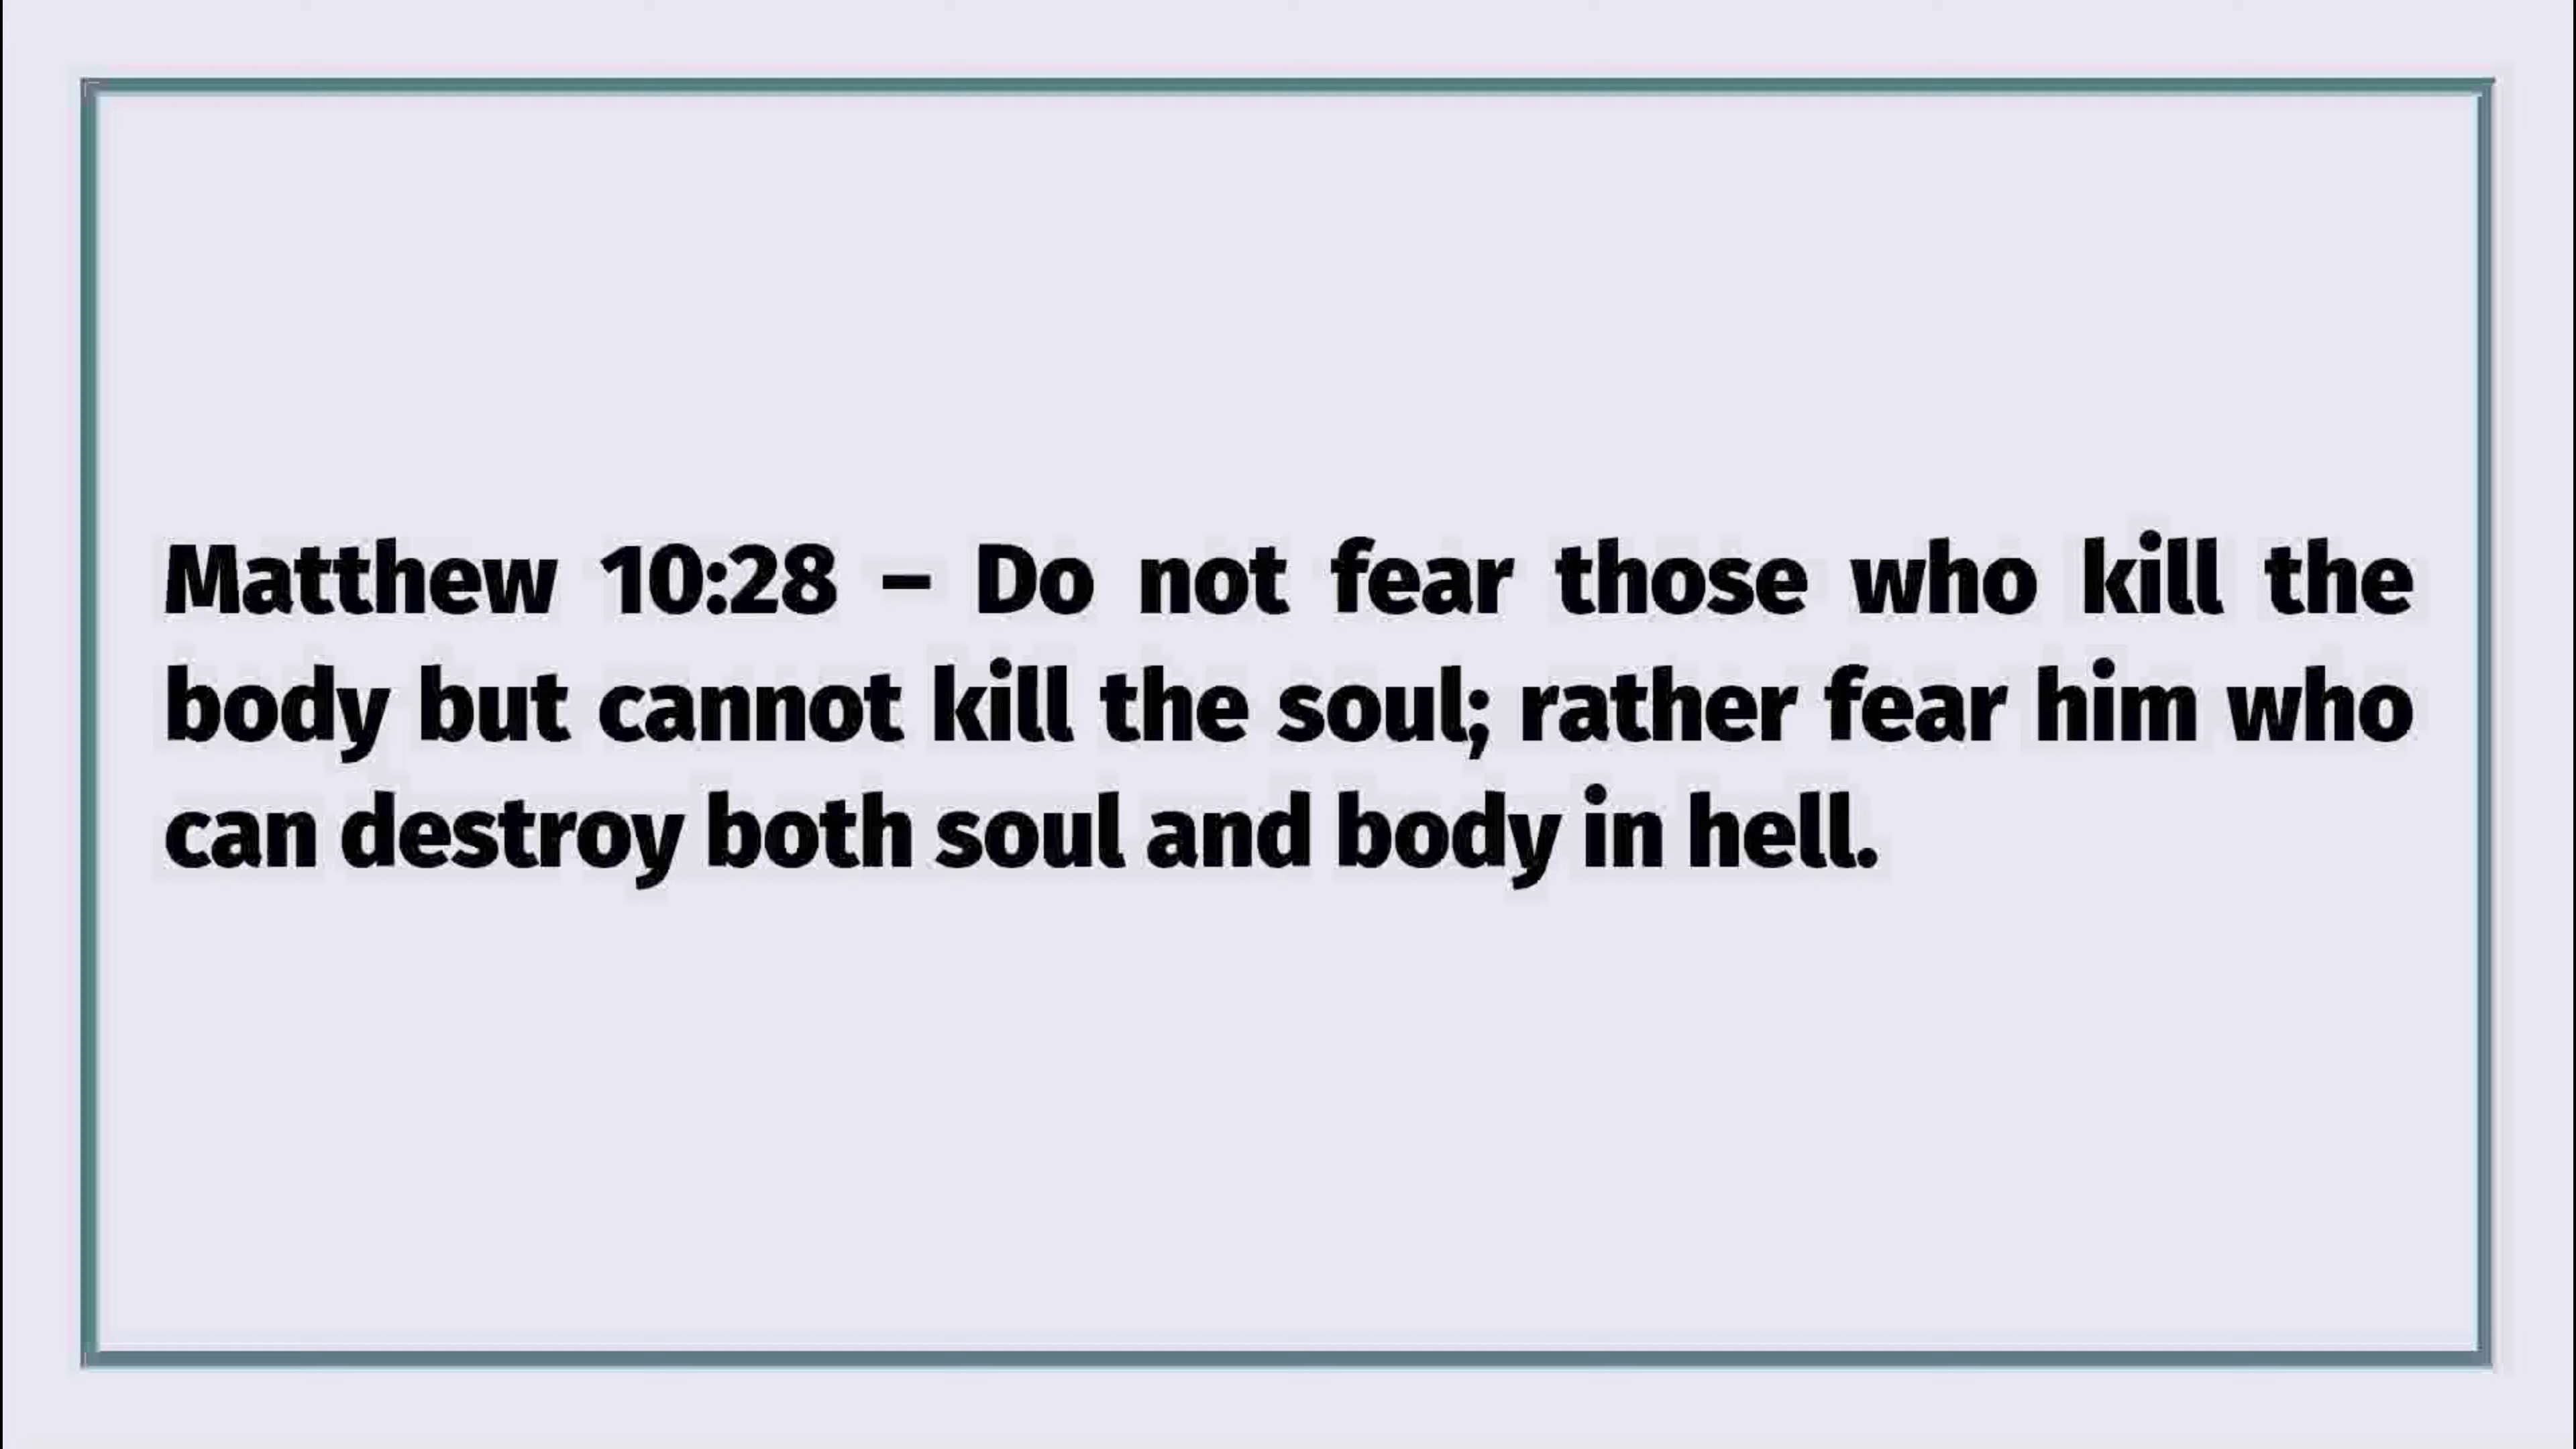 Matthew 10:28 – Do not fear those who kill the
body but cannot kill the soul; rather fear him who
can destroy both soul and body in hell.